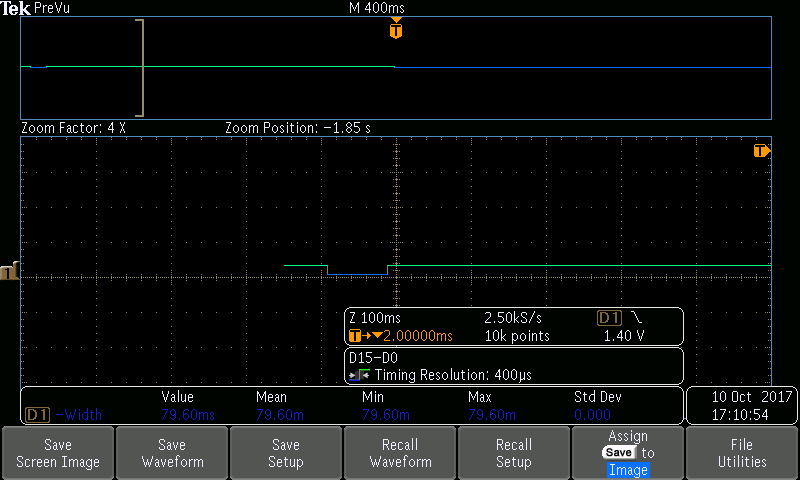 Tek PreVu M 400ms
T
Zoom Factor: 4 X Zoom Position: −1.85 s
T
1
Z 100ms 2.50kS/s D1
T→▼2.00000ms 10k points 1.40 V
D15−D0
Timing Resolution: 400µs
Value Mean Min Max Std Dev
D1 −Width 79.60ms 79.60m 79.60m 79.60m 0.000
10 Oct 2017
17:10:54
Save Screen Image
Save Waveform
Save Setup
Recall Waveform
Recall Setup
Assign Save to Image
File Utilities